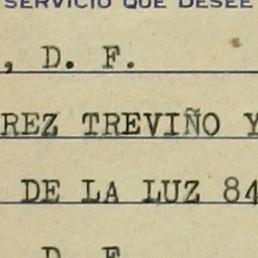 SERVICIO QUE DESEE
, D. F.
REZ TREVIÑO Y
DE LA LUZ 84
D. F.